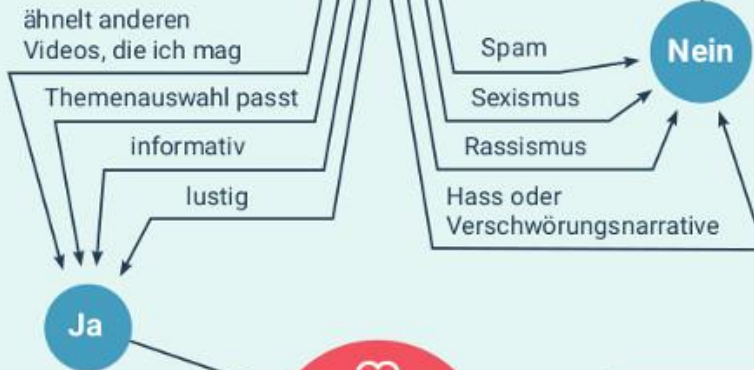 ähnelt anderen
Videos, die ich mag
Themenauswahl passt
informativ
lustig
Ja
Spam
Sexismus
Rassismus
Hass oder
Verschwörungsnarrative
Nein